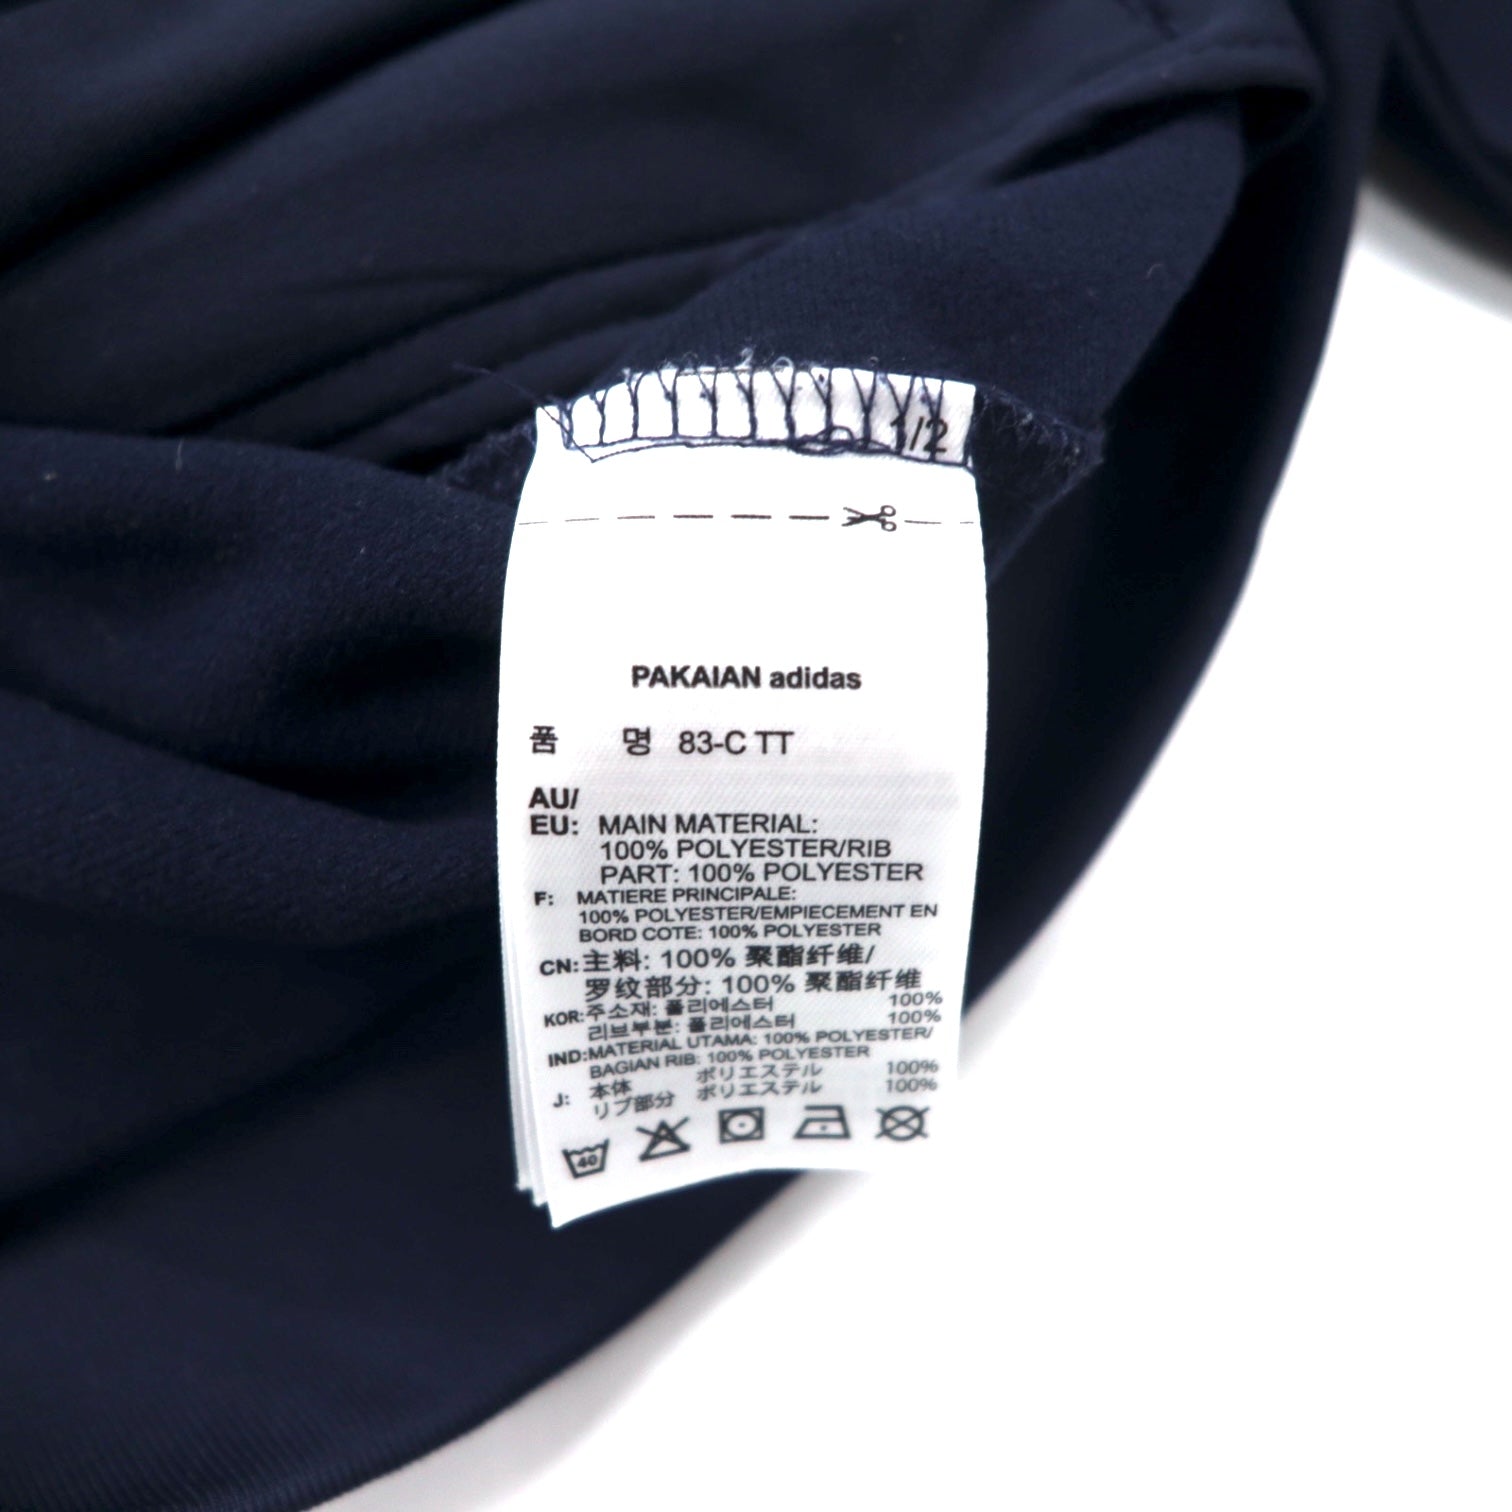 1/2
PAKAIAN adidas
품 명 83-C TT
AU/
EU: MAIN MATERIAL:
100% POLYESTER/RIB
PART: 100% POLYESTER
F: MATIERE PRINCIPALE:
100% POLYESTER/EMPIECEMENT EN
BORD COTE: 100% POLYESTER
CN: 主料: 100% 聚酯纤维/
罗纹部分: 100% 聚酯纤维
KOR: 주소재: 폴리에스터 100%
리브부분: 폴리에스터 100%
IND: MATERIAL UTAMA: 100% POLYESTER/
BAGIAN RIB: 100% POLYESTER
J: 本体 ポリエステル 100%
リブ部分 ポリエステル 100%
40